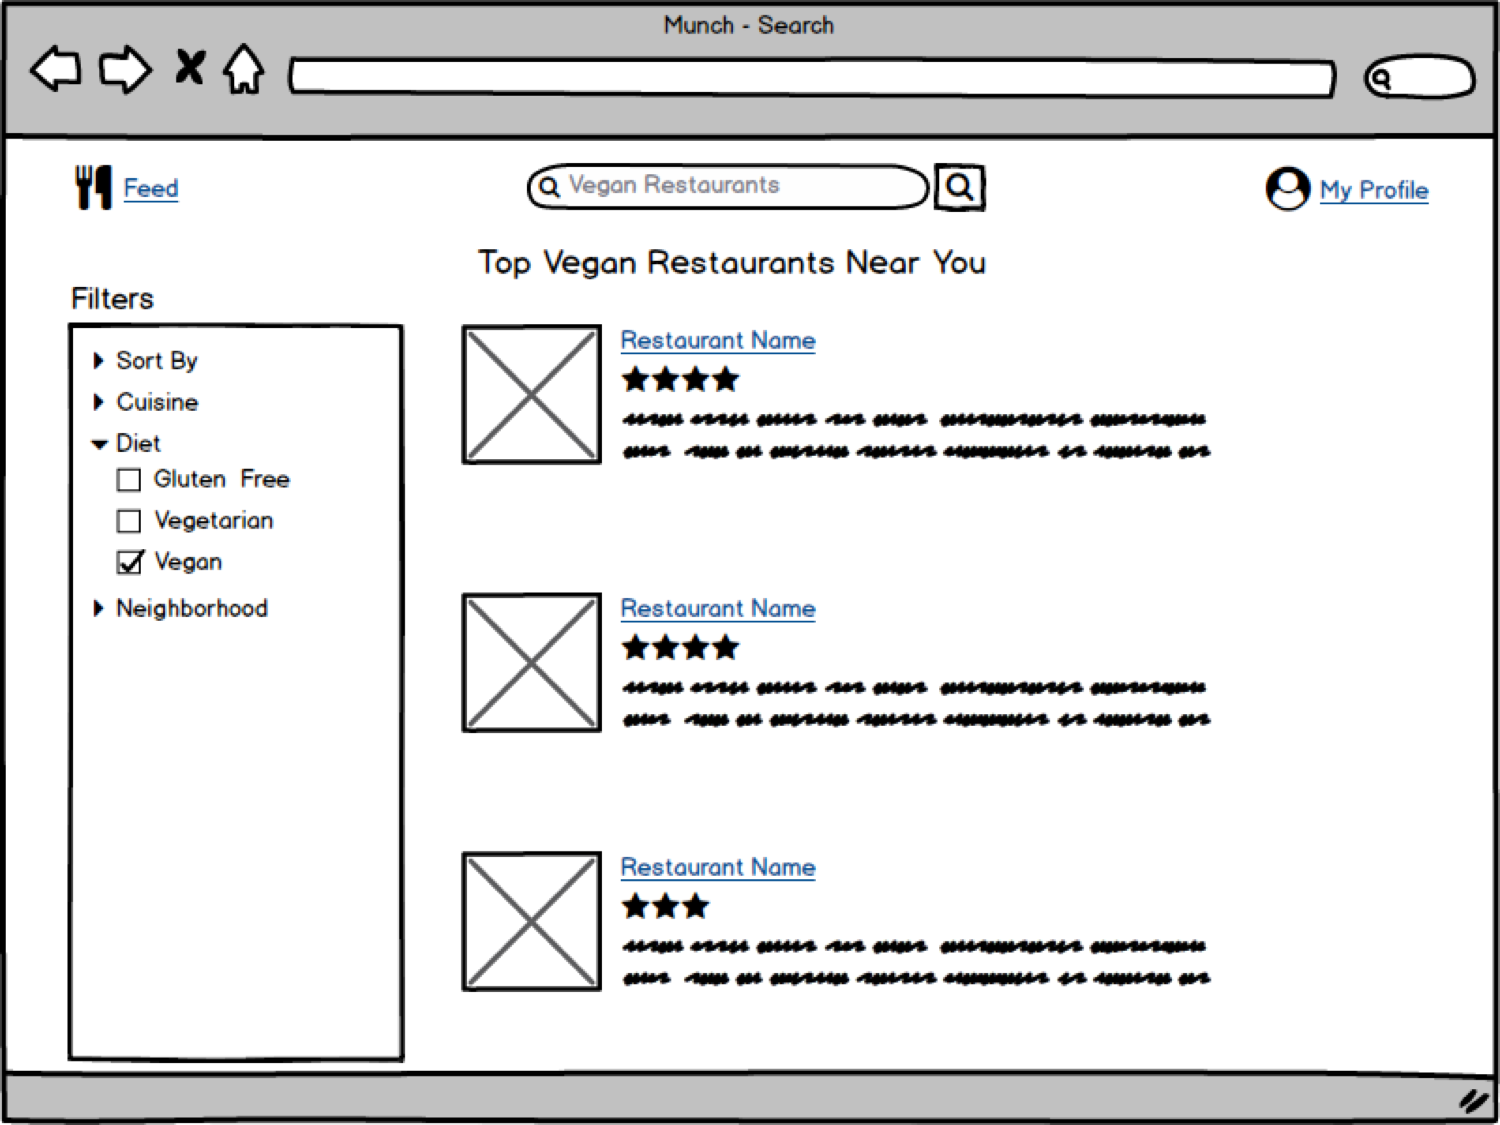 Munch - Search
Feed
Vegan Restaurants
My Profile
Top Vegan Restaurants Near You
Filters
Sort By
Cuisine
Diet
Gluten Free
Vegetarian
Vegan
Neighborhood
Restaurant Name
Restaurant Name
Restaurant Name